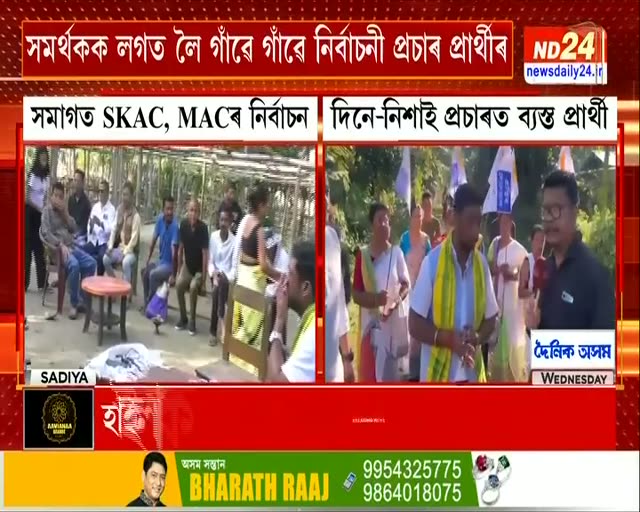 সমৰ্থকক লগত লৈ গাঁৱে গাঁৱে নিৰ্বাচনী প্ৰচাৰ প্ৰাৰ্থীৰ
ND24
newsdaily24.in
সমাগত SKAC, MACৰ নিৰ্বাচন
দিনে-নিশাই প্ৰচাৰত ব্যস্ত প্ৰাৰ্থী
দৈনিক অসম
SADIYA
WEDNESDAY
অসম সন্তান
BHARATH RAAJ
9954325775
9864018075